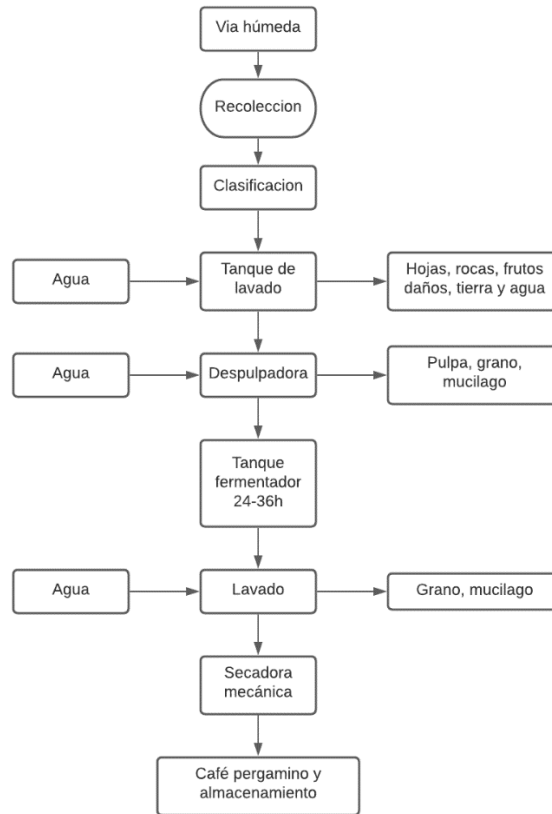 Via húmeda
Recoleccion
Clasificacion
Agua
Tanque de
lavado
Hojas, rocas, frutos
daños, tierra y agua
Agua
Despulpadora
Pulpa, grano,
mucilago
Tanque
fermentador
24-36h
Agua
Lavado
Grano, mucilago
Secadora
mecánica
Café pergamino y
almacenamiento